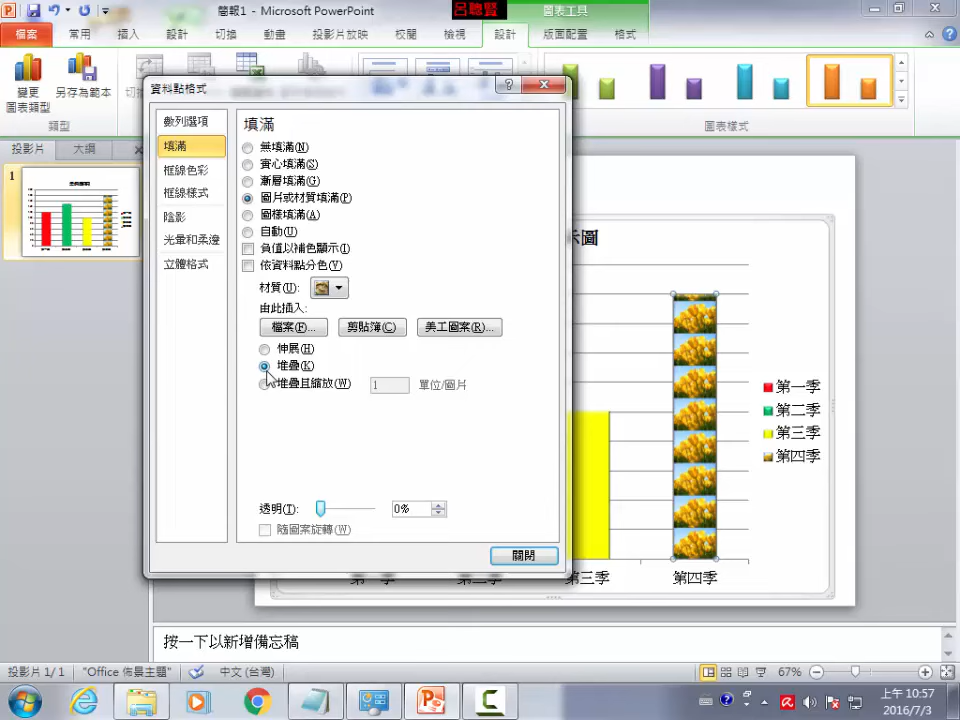 簡報1 - Microsoft PowerPoint
呂聰賢
圖表工具
檔案
常用
插入
設計
切換
動畫
投影片放映
校閱
檢視
設計
版面配置
格式
變更
圖表類型
另存為範本
類型
圖表樣式
投影片
大綱
1
資料點格式
數列選項
填滿
框線色彩
框線樣式
陰影
光暈和柔邊
立體格式
填滿
無填滿(N)
實心填滿(S)
漸層填滿(G)
圖片或材質填滿(P)
圖樣填滿(A)
自動(U)
負值以補色顯示(I)
依資料點分色(V)
材質(U):
由此插入:
檔案(F)...
剪貼簿(C)
美工圖案(R)...
伸展(H)
堆疊(K)
堆疊且縮放(W)
1
單位/圖片
透明(T):
0%
隨圖案旋轉(W)
關閉
示圖
第一季
第二季
第三季
第四季
第三季
第四季
按一下以新增備忘稿
投影片 1/ 1
"Office 佈景主題"
中文 (台灣)
67%
上午 10:57
2016/7/3